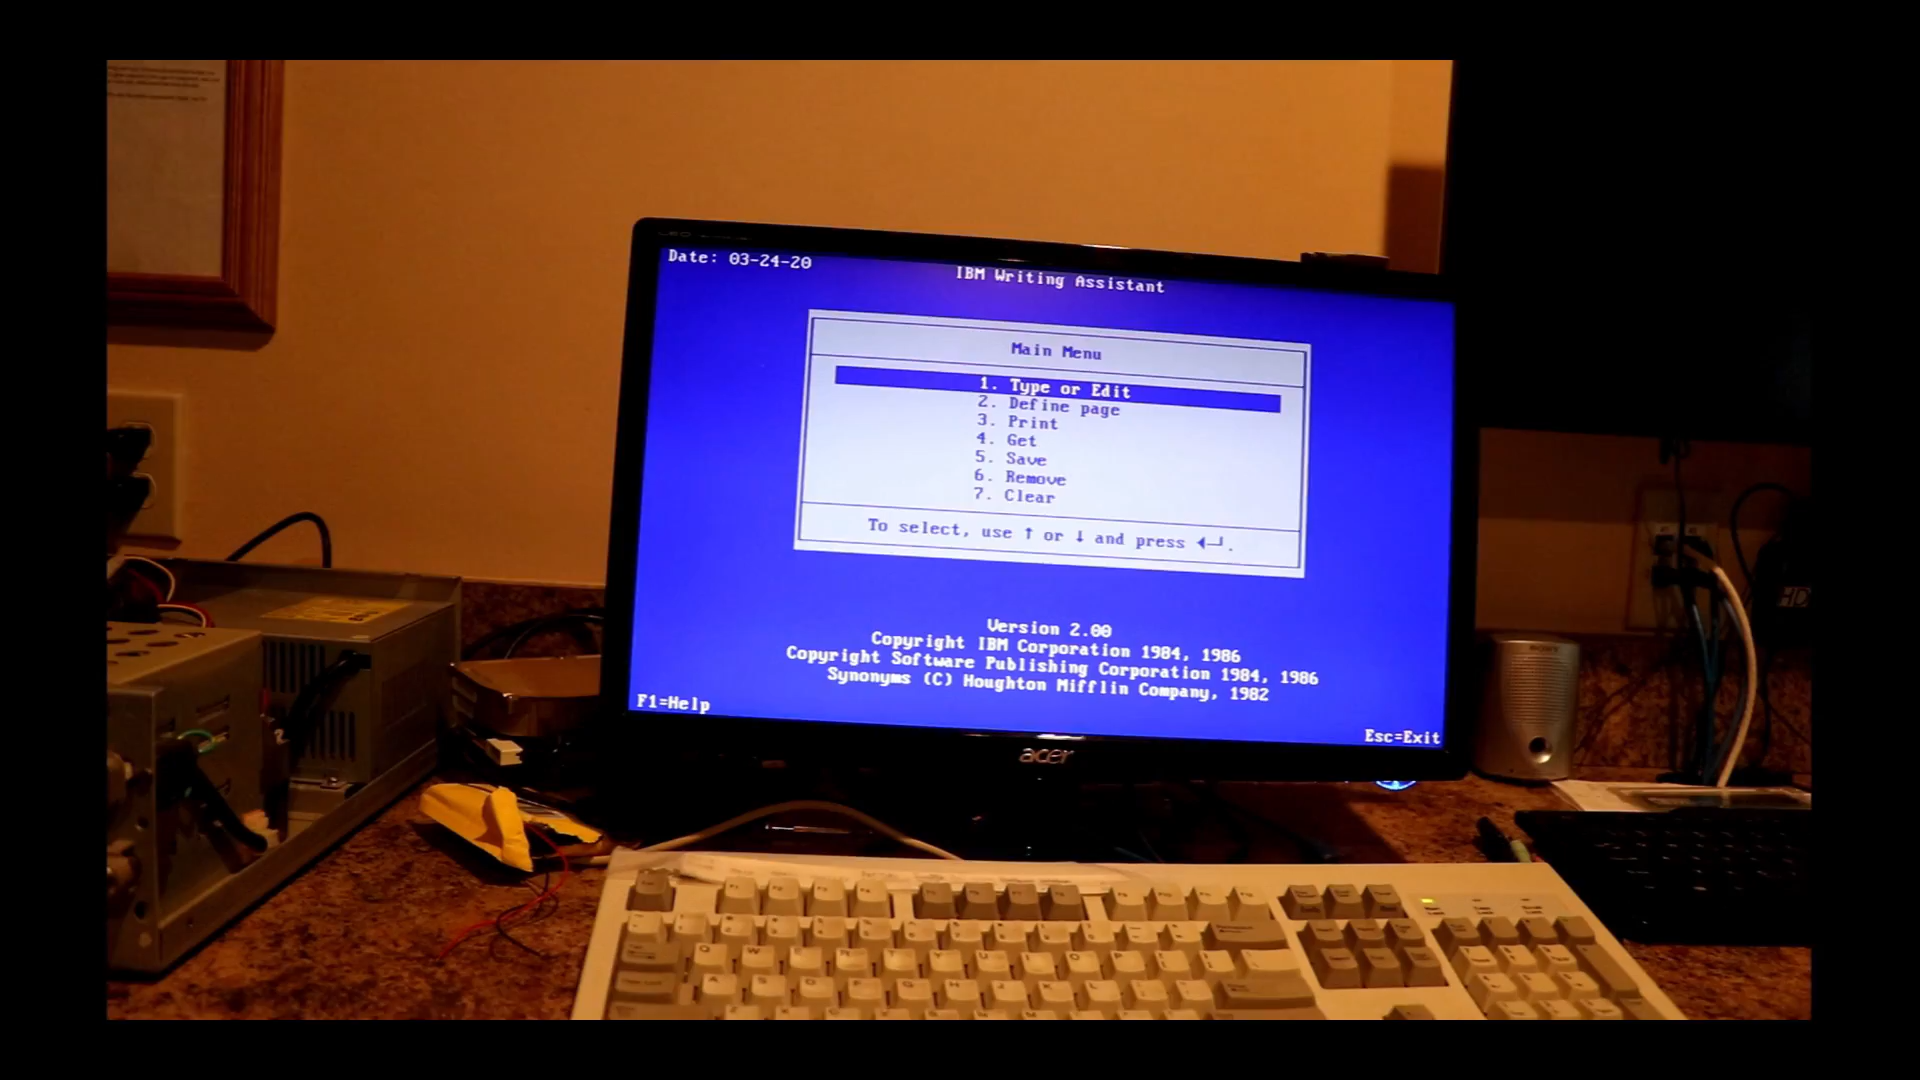 Date: 03-24-20
IBM Writing Assistant
Main Menu
1. Type or Edit
2. Define page
3. Print
4. Get
5. Save
6. Remove
7. Clear
To select, use ↑ or ↓ and press ◄┘.
Version 2.00
Copyright IBM Corporation 1984, 1986
Copyright Software Publishing Corporation 1984, 1986
Synonyms (C) Houghton Mifflin Company, 1982
F1=Help
Esc=Exit
acer
SONY
HD
Q W E R T Y U I O P
A S D F G H J K L